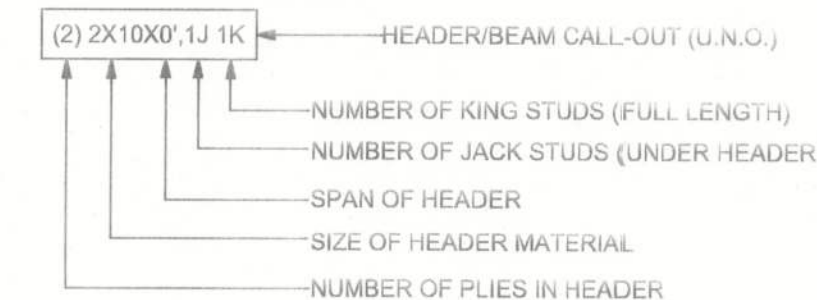 (2) 2X10X0',1J 1K HEADER/BEAM CALL-OUT (U.N.O.)
NUMBER OF KING STUDS (FULL LENGTH)
NUMBER OF JACK STUDS (UNDER HEADER
SPAN OF HEADER
SIZE OF HEADER MATERIAL
NUMBER OF PLIES IN HEADER